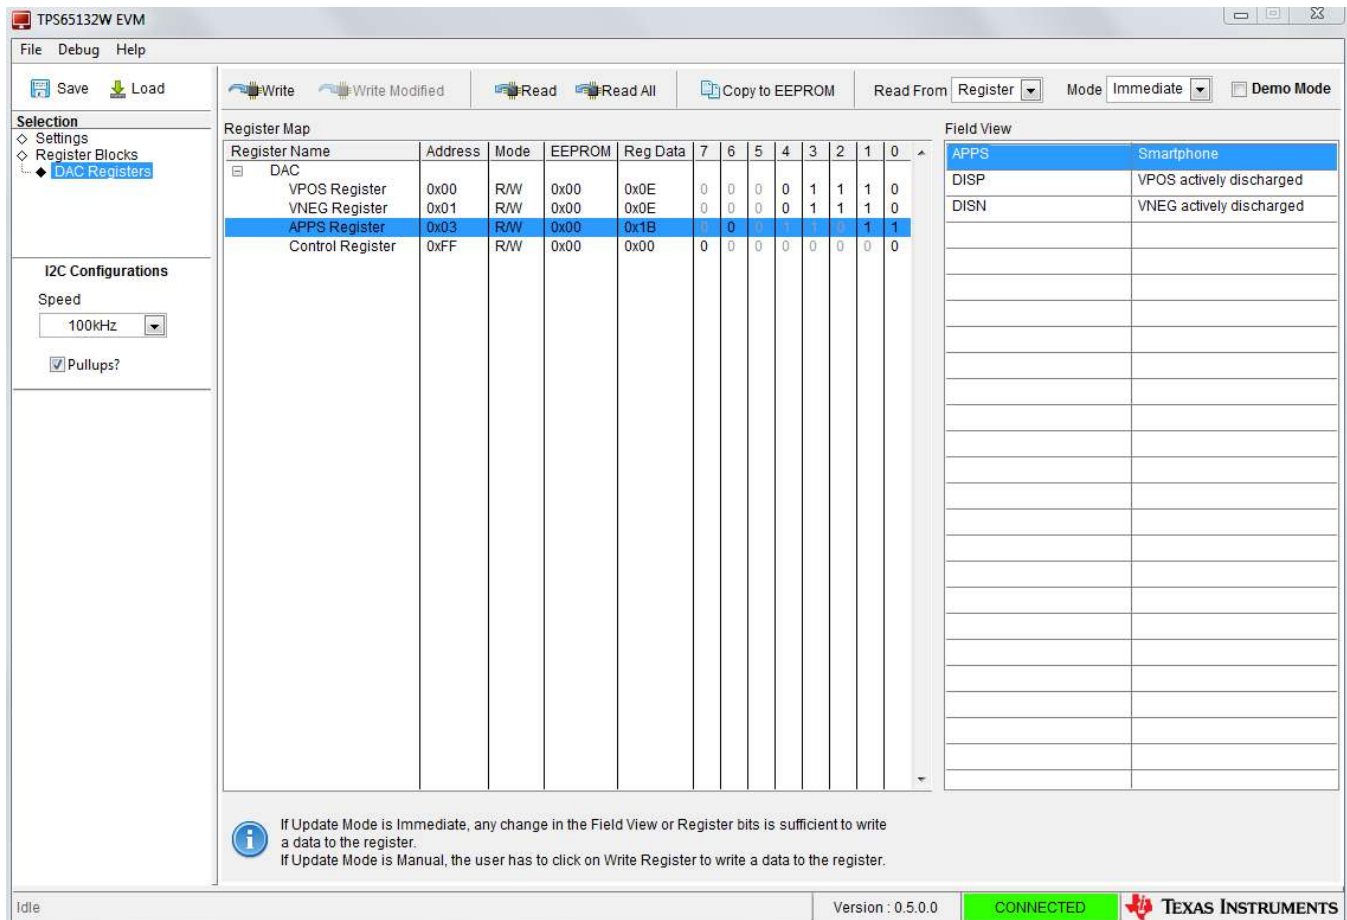 TPS65132W EVM
File Debug Help
Save Load
Write Write Modified Read Read All Copy to EEPROM Read From Register Mode Immediate Demo Mode
Selection
Settings
Register Blocks
DAC Registers
I2C Configurations
Speed
100kHz
Pullups?
Register Map
Register Name Address Mode EEPROM Reg Data 7 6 5 4 3 2 1 0
DAC
VPOS Register 0x00 R/W 0x00 0x0E 0 0 0 0 1 1 1 0
VNEG Register 0x01 R/W 0x00 0x0E 0 0 0 0 1 1 1 0
APPS Register 0x03 R/W 0x00 0x1B 0 0 0 1 1 0 1 1
Control Register 0xFF R/W 0x00 0x00 0 0 0 0 0 0 0 0
Field View
APPS Smartphone
DISP VPOS actively discharged
DISN VNEG actively discharged
If Update Mode is Immediate, any change in the Field View or Register bits is sufficient to write
a data to the register.
If Update Mode is Manual, the user has to click on Write Register to write a data to the register.
Idle Version : 0.5.0.0 CONNECTED TEXAS INSTRUMENTS